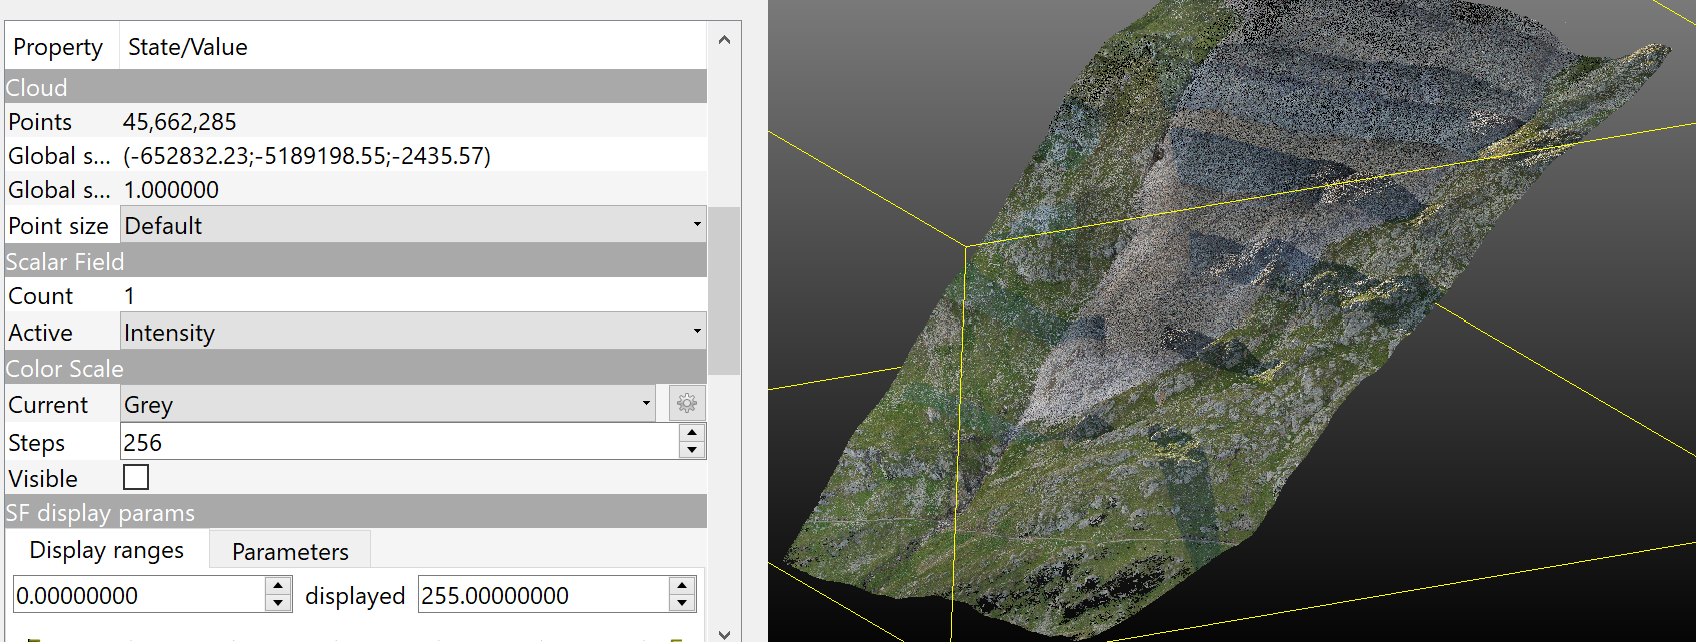 Property State/Value
Cloud
Points 45,662,285
Global s... (-652832.23;-5189198.55;-2435.57)
Global s... 1.000000
Point size Default
Scalar Field
Count 1
Active Intensity
Color Scale
Current Grey
Steps 256
Visible
SF display params
Display ranges Parameters
0.00000000 displayed 255.00000000